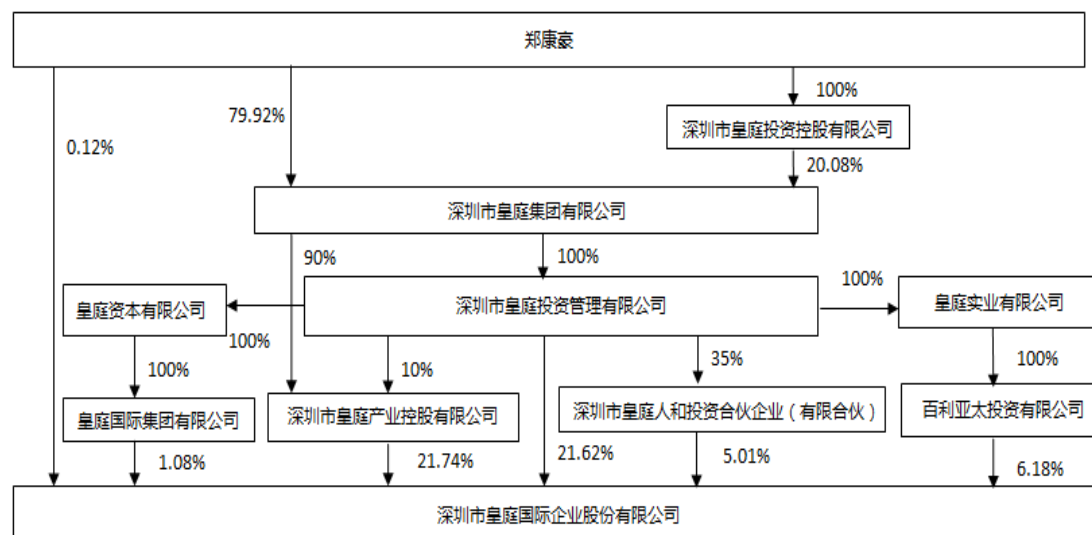 郑康豪
100%
79.92%
深圳市皇庭投资控股有限公司
0.12%
20.08%
深圳市皇庭集团有限公司
90%
100%
100%
皇庭资本有限公司
深圳市皇庭投资管理有限公司
皇庭实业有限公司
100%
100%
10%
35%
100%
皇庭国际集团有限公司
深圳市皇庭产业控股有限公司
深圳市皇庭人和投资合伙企业（有限合伙）
百利亚太投资有限公司
1.08%
21.74%
21.62%
5.01%
6.18%
深圳市皇庭国际企业股份有限公司